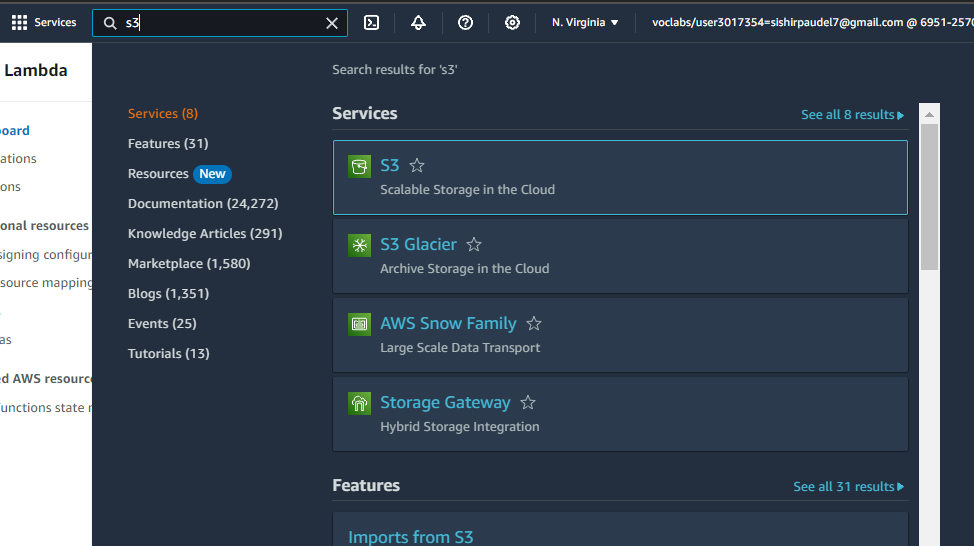 Services
s3
N. Virginia
voclabs/user3017354=sishirpaudel7@gmail.com @ 6951-2570
Lambda
oard
ations
ons
onal resources
signing configur
source mapping
as
ed AWS resourc
unctions state
Search results for 's3'
Services (8)
Features (31)
Resources New
Documentation (24,272)
Knowledge Articles (291)
Marketplace (1,580)
Blogs (1,351)
Events (25)
Tutorials (13)
Services
See all 8 results
S3
Scalable Storage in the Cloud
S3 Glacier
Archive Storage in the Cloud
AWS Snow Family
Large Scale Data Transport
Storage Gateway
Hybrid Storage Integration
Features
See all 31 results
Imports from S3